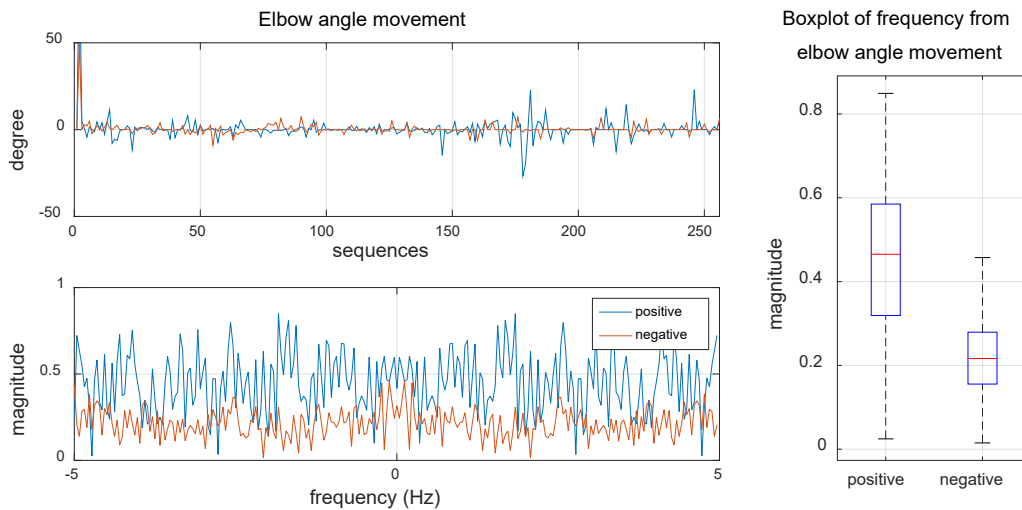 Elbow angle movement
50
0
-50
degree
0 50 100 150 200 250
sequences
1
0.5
0
magnitude
positive
negative
-5 0 5
frequency (Hz)
Boxplot of frequency from
elbow angle movement
0.8
0.6
0.4
0.2
0
magnitude
positive negative